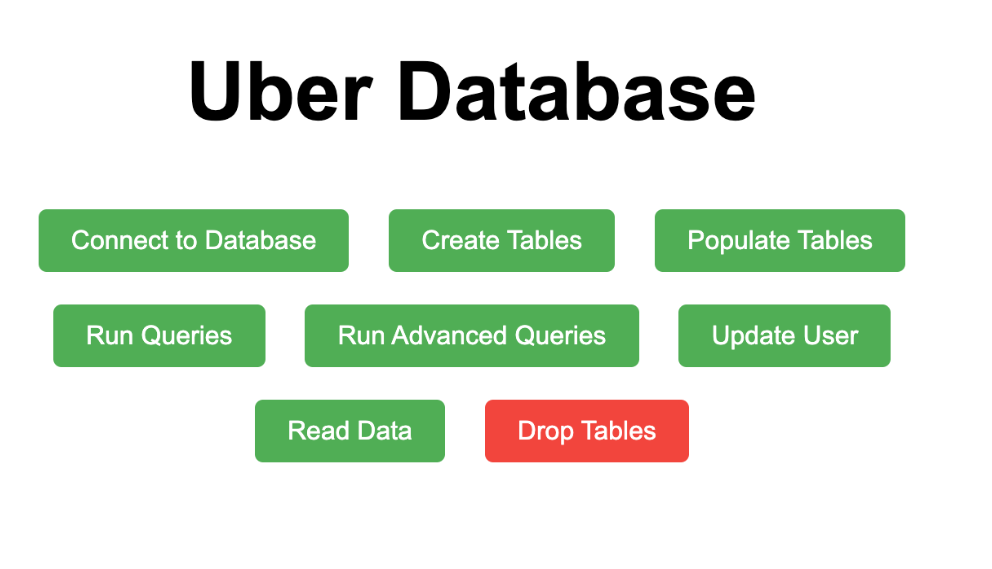 Uber Database
Connect to Database
Create Tables
Populate Tables
Run Queries
Run Advanced Queries
Update User
Read Data
Drop Tables